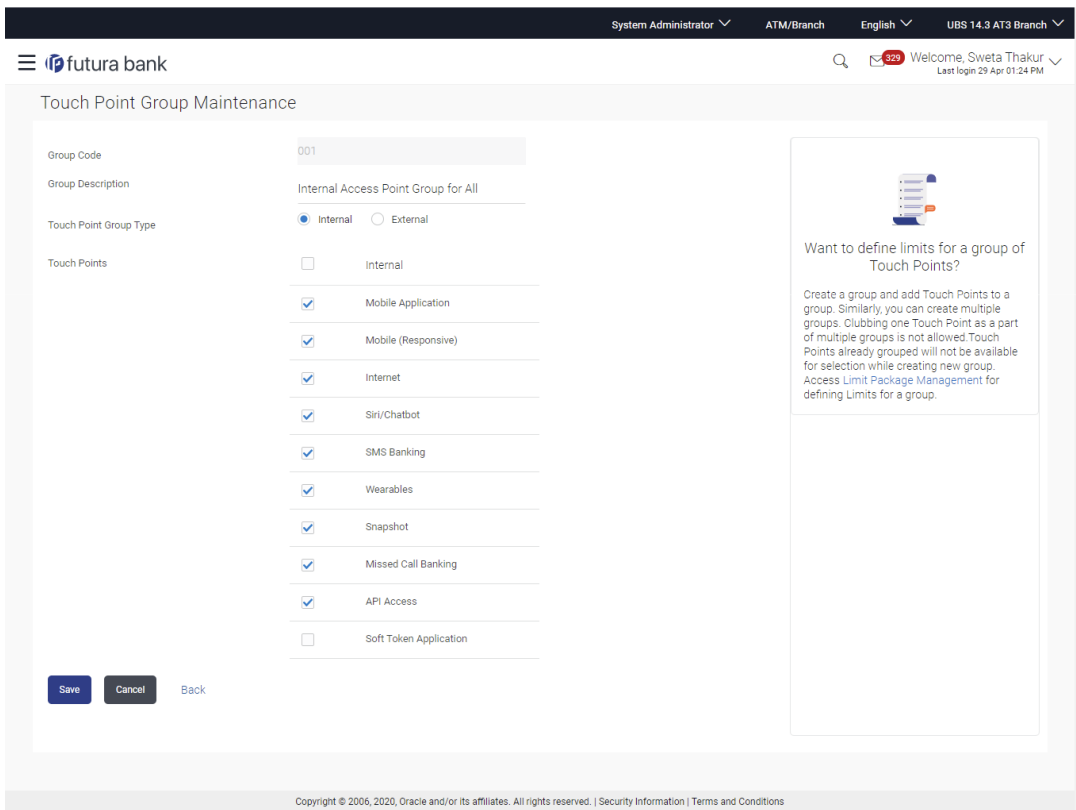 System Administrator ATM/Branch English UBS 14.3 AT3 Branch
futura bank 329 Welcome, Sweta Thakur
Last login 29 Apr 01:24 PM
Touch Point Group Maintenance
Group Code 001
Group Description Internal Access Point Group for All
Touch Point Group Type Internal External
Touch Points Internal
Mobile Application
Mobile (Responsive)
Internet
Siri/Chatbot
SMS Banking
Wearables
Snapshot
Missed Call Banking
API Access
Soft Token Application
Save Cancel Back
Want to define limits for a group of
Touch Points?
Create a group and add Touch Points to a
group. Similarly, you can create multiple
groups. Clubbing one Touch Point as a part
of multiple groups is not allowed.Touch
Points already grouped will not be available
for selection while creating new group.
Access Limit Package Management for
defining Limits for a group.
Copyright © 2006, 2020, Oracle and/or its affiliates. All rights reserved. | Security Information | Terms and Conditions